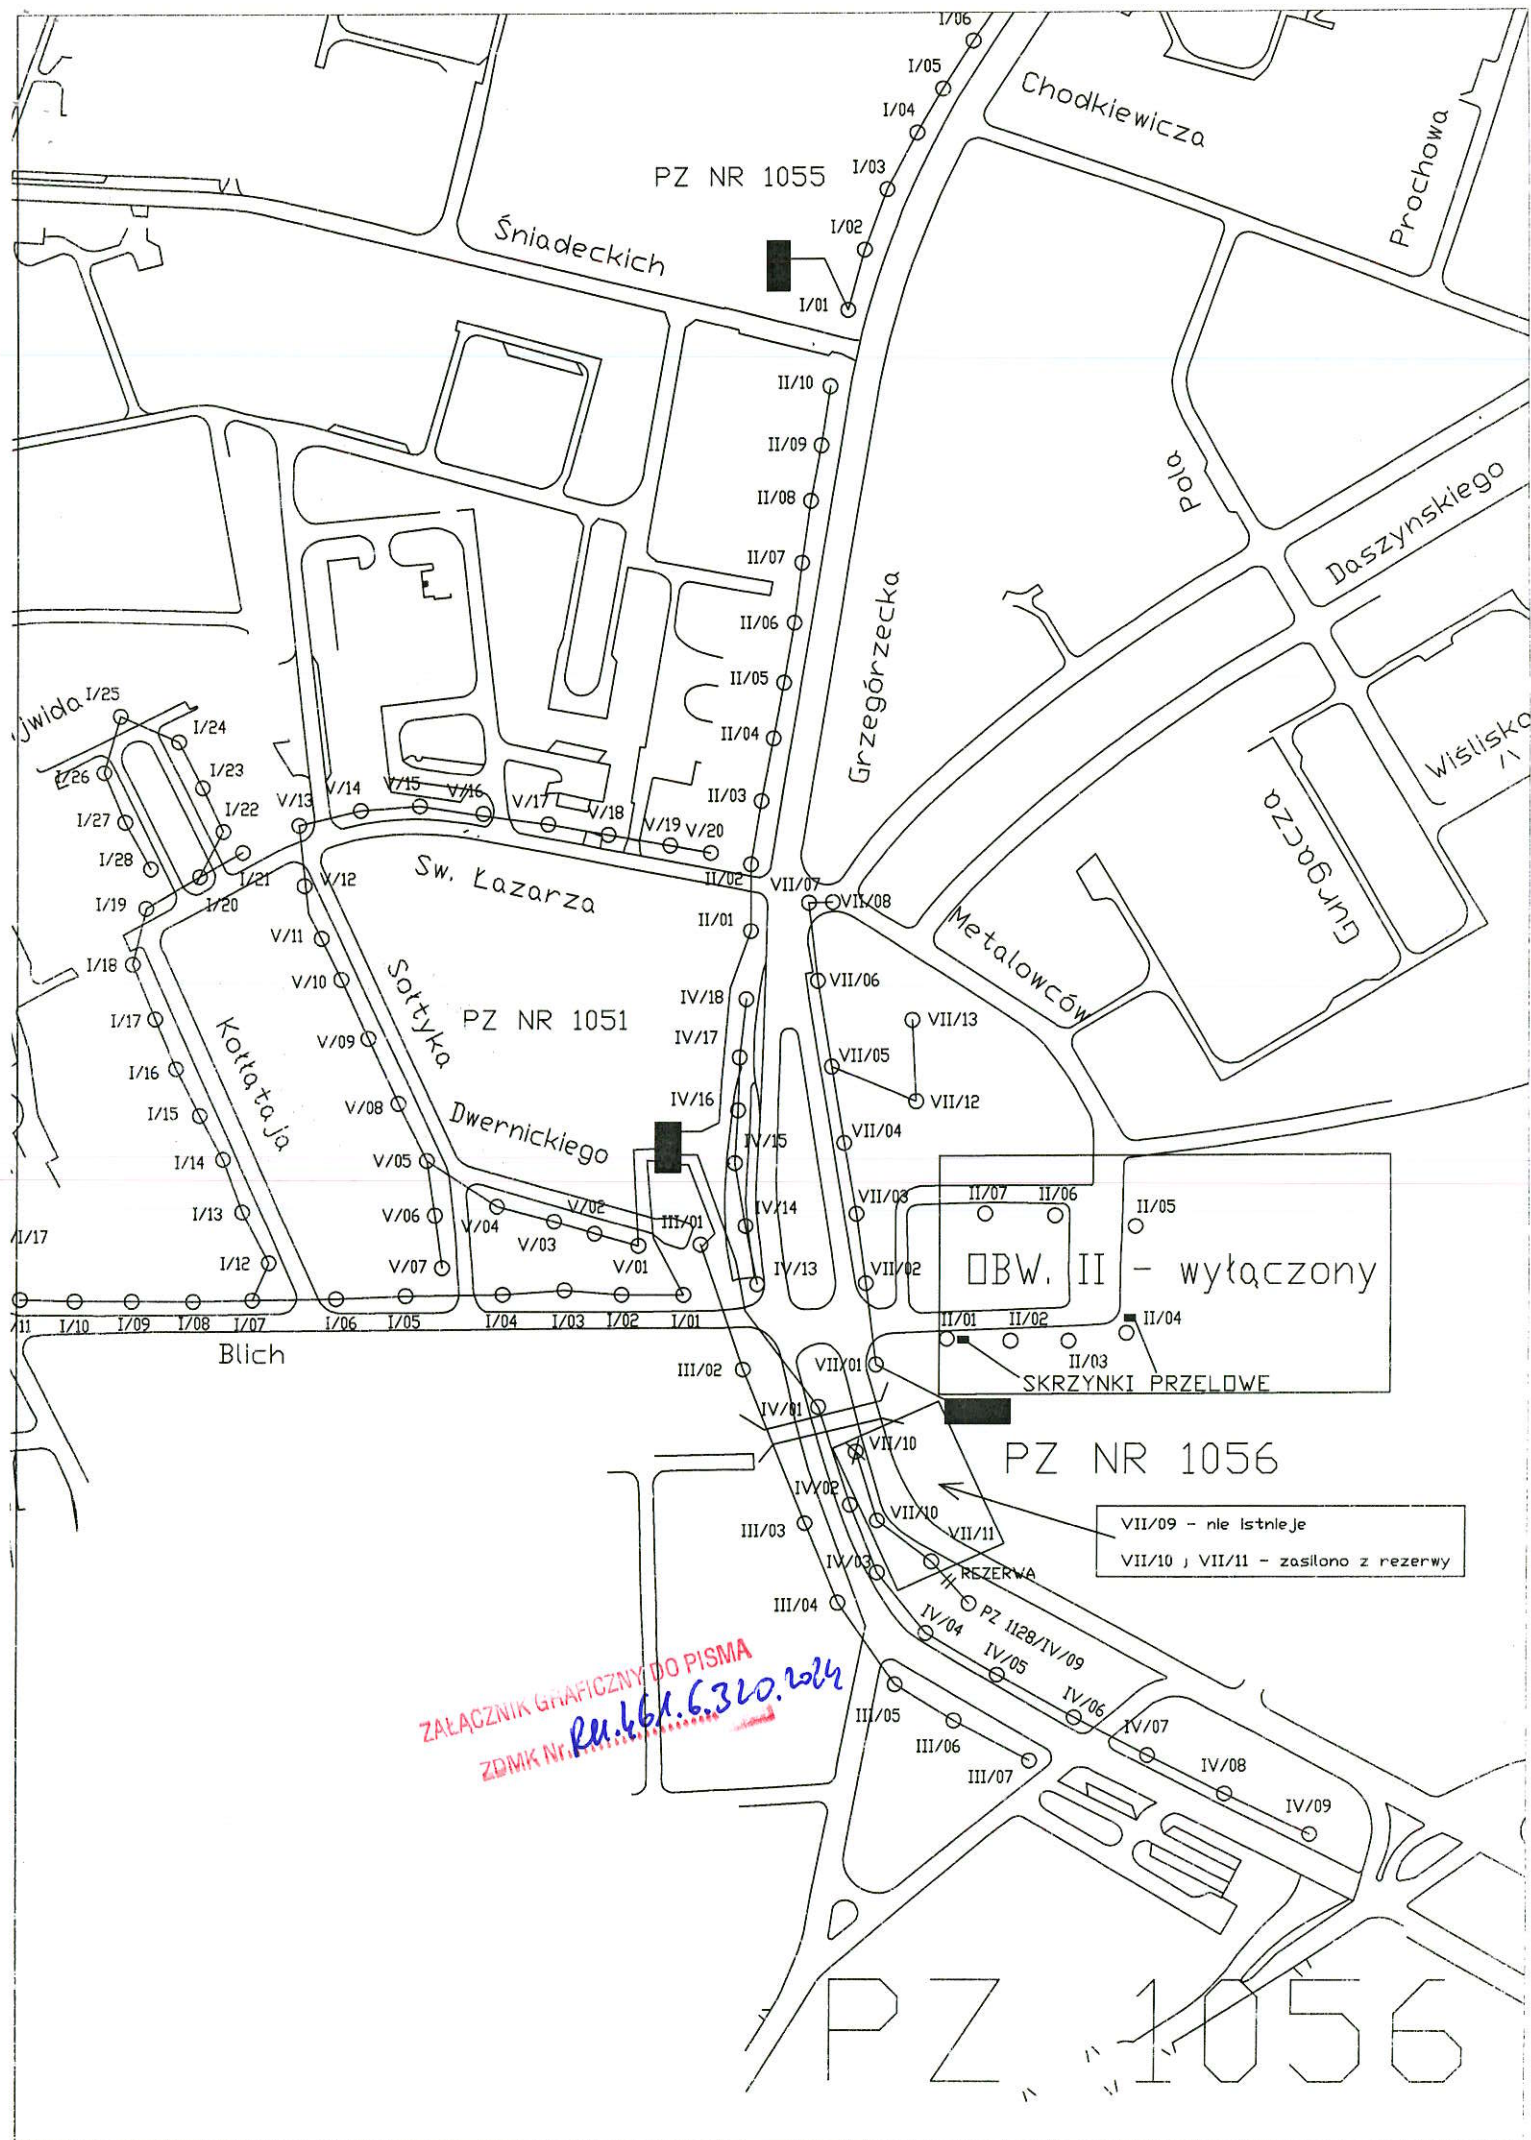 I/06
I/05
I/04
I/03
I/02
I/01
Chodkiewicza
Prochowa
PZ NR 1055
Śniadeckich
II/10
II/09
II/08
II/07
II/06
II/05
II/04
II/03
II/02
II/01
Pola
Daszynskiego
Grzegórzecka
Gurgacza
Metalowców
I/25
I/24
I/26
I/23
I/27
I/22
I/28
I/21
I/19
I/20
I/18
I/17
I/16
I/15
I/14
I/13
I/12
V/13
V/14
V/15
V/16
V/17
V/18
V/19
V/20
V/12
V/11
V/10
V/09
V/08
V/05
V/06
V/07
V/04
V/03
V/02
V/01
Sw. Łazarza
Sołtyka
Kołłątaja
PZ NR 1051
Dwernickiego
VII/07
VII/08
VII/06
VII/13
VII/05
VII/12
VII/04
VII/03
VII/02
VII/01
IV/18
IV/17
IV/16
IV/15
IV/14
IV/13
III/01
/I/17
/11
I/10
I/09
I/08
I/07
I/06
I/05
I/04
I/03
I/02
I/01
Blich
II/07
II/06
II/05
OBW. II - wyłączony
II/01
II/02
II/03
II/04
SKRZYNKI PRZELOWE
PZ NR 1056
III/02
IV/01
VII/10
IV/02
VII/10
VII/11
III/03
IV/03
REZERWA
VII/09 - nie istnieje
VII/10 ; VII/11 - zasilono z rezerwy
III/04
IV/04
PZ 1128/IV/09
IV/05
IV/06
IV/07
IV/08
IV/09
III/05
III/06
III/07
ZAŁĄCZNIK GRAFICZNY DO PISMA
ZDMK Nr RU.461.6.320.2024
PZ 1056